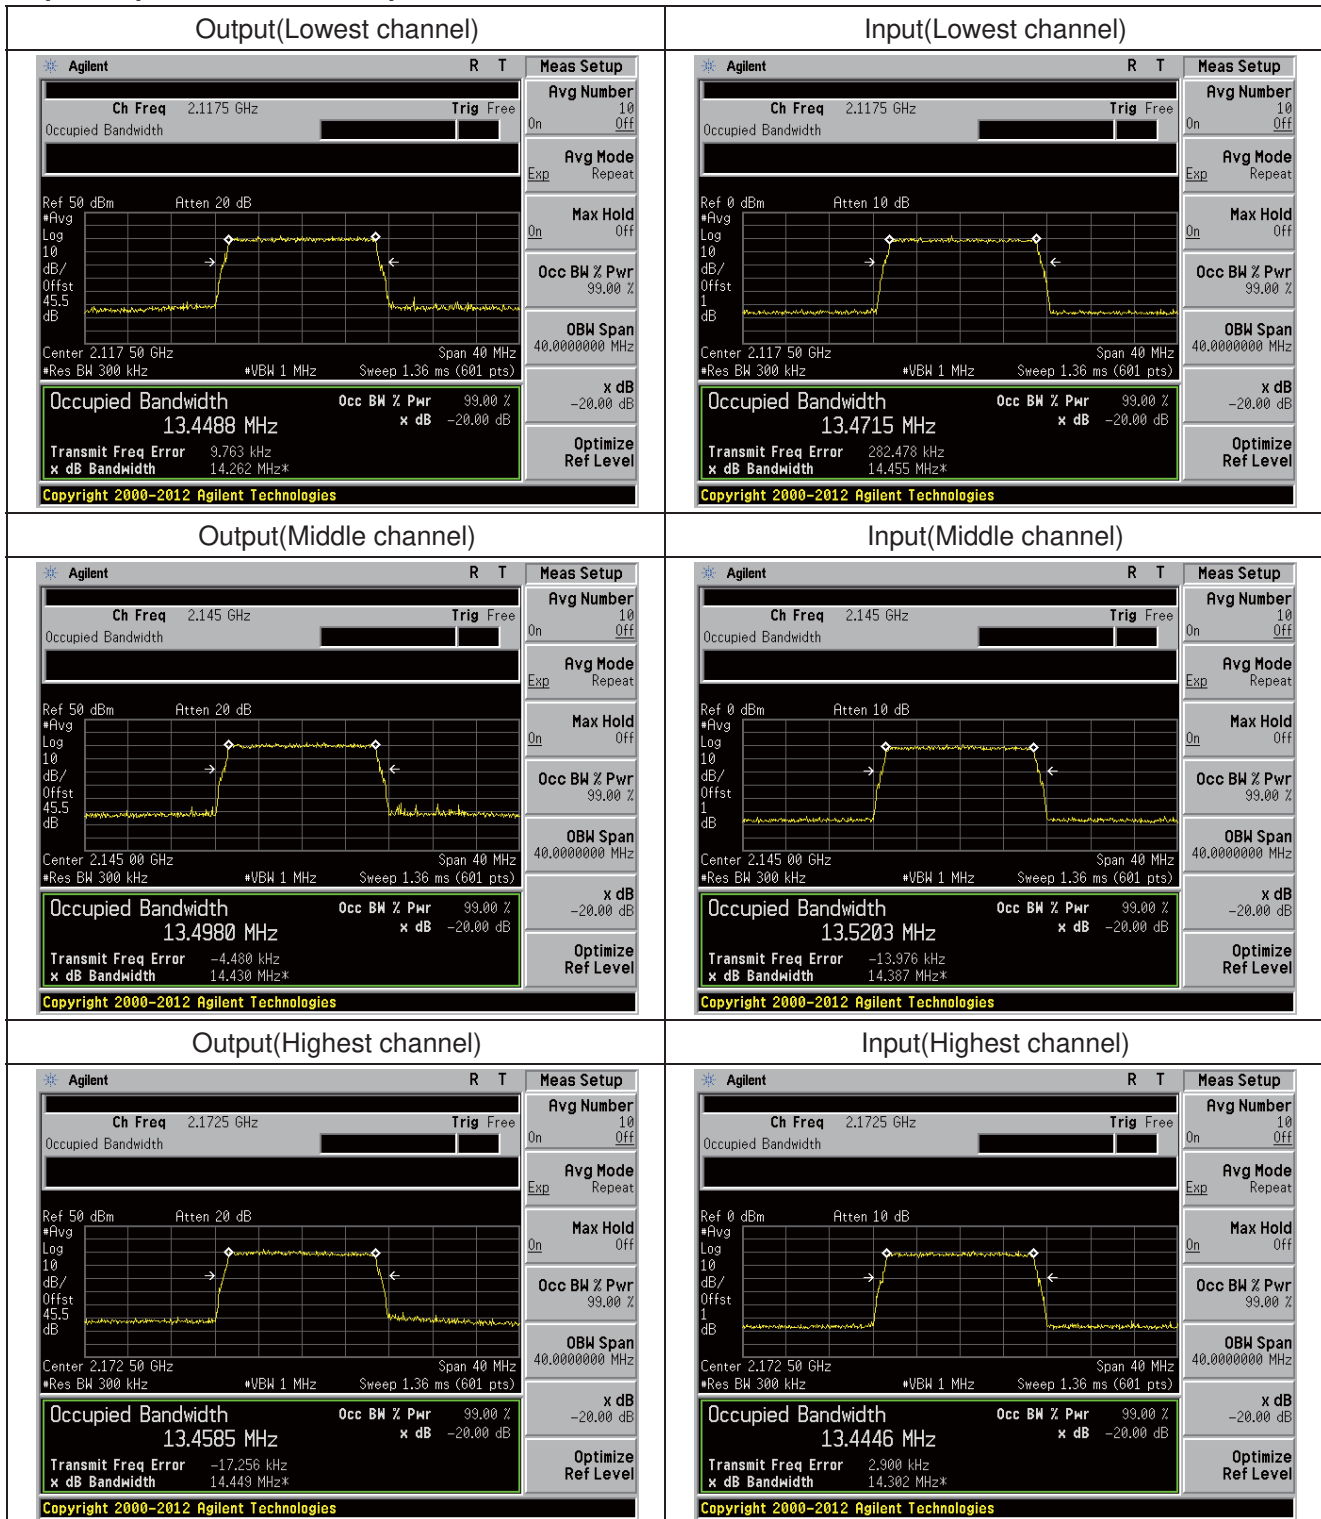 Output(Lowest channel)
Input(Lowest channel)
Agilent R T Meas Setup
Ch Freq 2.1175 GHz Trig Free
Occupied Bandwidth
Avg Number
10
On Off
Avg Mode
Exp Repeat
Ref 50 dBm Atten 20 dB
#Avg
Log
10
dB/
Offst
45.5
dB
Max Hold
On Off
Occ BW % Pwr
99.00 %
OBW Span
40.0000000 MHz
Center 2.117 50 GHz Span 40 MHz
#Res BW 300 kHz #VBW 1 MHz Sweep 1.36 ms (601 pts)
x dB
-20.00 dB
Occupied Bandwidth Occ BW % Pwr 99.00 %
13.4488 MHz x dB -20.00 dB
Transmit Freq Error 9.763 kHz
x dB Bandwidth 14.262 MHz*
Optimize
Ref Level
Copyright 2000-2012 Agilent Technologies
Agilent R T Meas Setup
Ch Freq 2.1175 GHz Trig Free
Occupied Bandwidth
Avg Number
10
On Off
Avg Mode
Exp Repeat
Ref 0 dBm Atten 10 dB
#Avg
Log
10
dB/
Offst
1
dB
Max Hold
On Off
Occ BW % Pwr
99.00 %
OBW Span
40.0000000 MHz
Center 2.117 50 GHz Span 40 MHz
#Res BW 300 kHz #VBW 1 MHz Sweep 1.36 ms (601 pts)
x dB
-20.00 dB
Occupied Bandwidth Occ BW % Pwr 99.00 %
13.4715 MHz x dB -20.00 dB
Transmit Freq Error 282.478 kHz
x dB Bandwidth 14.455 MHz*
Optimize
Ref Level
Copyright 2000-2012 Agilent Technologies
Output(Middle channel)
Input(Middle channel)
Agilent R T Meas Setup
Ch Freq 2.145 GHz Trig Free
Occupied Bandwidth
Avg Number
10
On Off
Avg Mode
Exp Repeat
Ref 50 dBm Atten 20 dB
#Avg
Log
10
dB/
Offst
45.5
dB
Max Hold
On Off
Occ BW % Pwr
99.00 %
OBW Span
40.0000000 MHz
Center 2.145 00 GHz Span 40 MHz
#Res BW 300 kHz #VBW 1 MHz Sweep 1.36 ms (601 pts)
x dB
-20.00 dB
Occupied Bandwidth Occ BW % Pwr 99.00 %
13.4980 MHz x dB -20.00 dB
Transmit Freq Error -4.480 kHz
x dB Bandwidth 14.430 MHz*
Optimize
Ref Level
Copyright 2000-2012 Agilent Technologies
Agilent R T Meas Setup
Ch Freq 2.145 GHz Trig Free
Occupied Bandwidth
Avg Number
10
On Off
Avg Mode
Exp Repeat
Ref 0 dBm Atten 10 dB
#Avg
Log
10
dB/
Offst
1
dB
Max Hold
On Off
Occ BW % Pwr
99.00 %
OBW Span
40.0000000 MHz
Center 2.145 00 GHz Span 40 MHz
#Res BW 300 kHz #VBW 1 MHz Sweep 1.36 ms (601 pts)
x dB
-20.00 dB
Occupied Bandwidth Occ BW % Pwr 99.00 %
13.5203 MHz x dB -20.00 dB
Transmit Freq Error -13.976 kHz
x dB Bandwidth 14.387 MHz*
Optimize
Ref Level
Copyright 2000-2012 Agilent Technologies
Output(Highest channel)
Input(Highest channel)
Agilent R T Meas Setup
Ch Freq 2.1725 GHz Trig Free
Occupied Bandwidth
Avg Number
10
On Off
Avg Mode
Exp Repeat
Ref 50 dBm Atten 20 dB
#Avg
Log
10
dB/
Offst
45.5
dB
Max Hold
On Off
Occ BW % Pwr
99.00 %
OBW Span
40.0000000 MHz
Center 2.172 50 GHz Span 40 MHz
#Res BW 300 kHz #VBW 1 MHz Sweep 1.36 ms (601 pts)
x dB
-20.00 dB
Occupied Bandwidth Occ BW % Pwr 99.00 %
13.4585 MHz x dB -20.00 dB
Transmit Freq Error -17.256 kHz
x dB Bandwidth 14.449 MHz*
Optimize
Ref Level
Copyright 2000-2012 Agilent Technologies
Agilent R T Meas Setup
Ch Freq 2.1725 GHz Trig Free
Occupied Bandwidth
Avg Number
10
On Off
Avg Mode
Exp Repeat
Ref 0 dBm Atten 10 dB
#Avg
Log
10
dB/
Offst
1
dB
Max Hold
On Off
Occ BW % Pwr
99.00 %
OBW Span
40.0000000 MHz
Center 2.172 50 GHz Span 40 MHz
#Res BW 300 kHz #VBW 1 MHz Sweep 1.36 ms (601 pts)
x dB
-20.00 dB
Occupied Bandwidth Occ BW % Pwr 99.00 %
13.4446 MHz x dB -20.00 dB
Transmit Freq Error 2.900 kHz
x dB Bandwidth 14.302 MHz*
Optimize
Ref Level
Copyright 2000-2012 Agilent Technologies